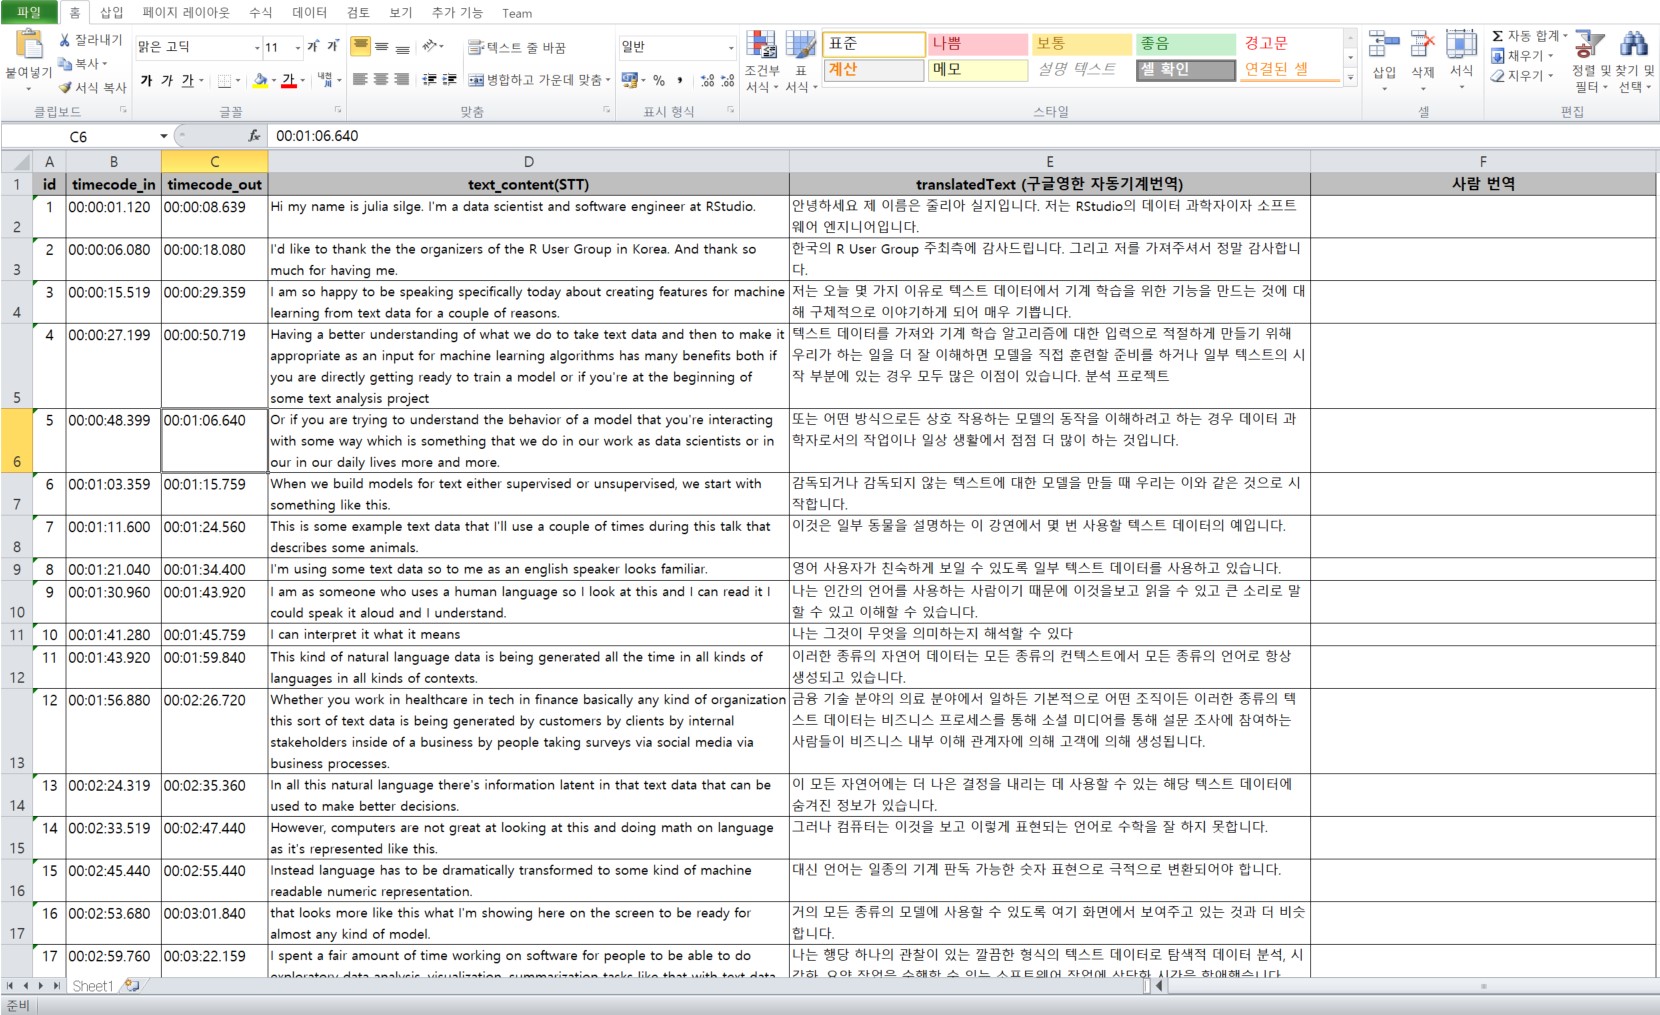 파일 홈 삽입 페이지 레이아웃 수식 데이터 검토 보기 추가 기능 Team
붙여넣기 잘라내기 복사 서식 복사 클립보드
맑은 고딕 11 가 가 가 글꼴
텍스트 줄 바꿈 병합하고 가운데 맞춤 맞춤
일반 % , 표시 형식
조건부 서식 표 서식 표준 나쁨 보통 좋음 경고문
계산 메모 설명 텍스트 셀 확인 연결된 셀 스타일
삽입 삭제 서식 셀
Σ 자동 합계 채우기 지우기 정렬 및 필터 찾기 및 선택 편집
C6 fx 00:01:06.640
A B C D E F
1 id timecode_in timecode_out text_content(STT) translatedText (구글영한 자동기계번역) 사람 번역
2 1 00:00:01.120 00:00:08.639 Hi my name is julia silge. I'm a data scientist and software engineer at RStudio.
안녕하세요 제 이름은 줄리아 실지입니다. 저는 RStudio의 데이터 과학자이자 소프트
웨어 엔지니어입니다.
3 2 00:00:06.080 00:00:18.080 I'd like to thank the the organizers of the R User Group in Korea. And thank so
much for having me.
한국의 R User Group 주최측에 감사드립니다. 그리고 저를 가져주셔서 정말 감사합니
다.
4 3 00:00:15.519 00:00:29.359 I am so happy to be speaking specifically today about creating features for machine
learning from text data for a couple of reasons.
저는 오늘 몇 가지 이유로 텍스트 데이터에서 기계 학습을 위한 기능을 만드는 것에 대
해 구체적으로 이야기하게 되어 매우 기쁩니다.
5 4 00:00:27.199 00:00:50.719 Having a better understanding of what we do to take text data and then to make it
appropriate as an input for machine learning algorithms has many benefits both if
you are directly getting ready to train a model or if you're at the beginning of
some text analysis project
텍스트 데이터를 가져와 기계 학습 알고리즘에 대한 입력으로 적절하게 만들기 위해
우리가 하는 일을 더 잘 이해하면 모델을 직접 훈련할 준비를 하거나 일부 텍스트의 시
작 부분에 있는 경우 모두 많은 이점이 있습니다. 분석 프로젝트
6 5 00:00:48.399 00:01:06.640 Or if you are trying to understand the behavior of a model that you're interacting
with some way which is something that we do in our work as data scientists or in
our in our daily lives more and more.
또는 어떤 방식으로든 상호 작용하는 모델의 동작을 이해하려고 하는 경우 데이터 과
학자로서의 작업이나 일상 생활에서 점점 더 많이 하는 것입니다.
7 6 00:01:03.359 00:01:15.759 When we build models for text either supervised or unsupervised, we start with
something like this.
감독되거나 감독되지 않는 텍스트에 대한 모델을 만들 때 우리는 이와 같은 것으로 시
작합니다.
8 7 00:01:11.600 00:01:24.560 This is some example text data that I'll use a couple of times during this talk that
describes some animals.
이것은 일부 동물을 설명하는 이 강연에서 몇 번 사용할 텍스트 데이터의 예입니다.
9 8 00:01:21.040 00:01:34.400 I'm using some text data so to me as an english speaker looks familiar.
영어 사용자가 친숙하게 보일 수 있도록 일부 텍스트 데이터를 사용하고 있습니다.
10 9 00:01:30.960 00:01:43.920 I am as someone who uses a human language so I look at this and I can read it I
could speak it aloud and I understand.
나는 인간의 언어를 사용하는 사람이기 때문에 이것을보고 읽을 수 있고 큰 소리로 말
할 수 있고 이해할 수 있습니다.
11 10 00:01:41.280 00:01:45.759 I can interpret it what it means
나는 그것이 무엇을 의미하는지 해석할 수 있다
12 11 00:01:43.920 00:01:59.840 This kind of natural language data is being generated all the time in all kinds of
languages in all kinds of contexts.
이러한 종류의 자연어 데이터는 모든 종류의 컨텍스트에서 모든 종류의 언어로 항상
생성되고 있습니다.
13 12 00:01:56.880 00:02:26.720 Whether you work in healthcare in tech in finance basically any kind of organization
this sort of text data is being generated by customers by clients by internal
stakeholders inside of a business by people taking surveys via social media via
business processes.
금융 기술 분야의 의료 분야에서 일하든 기본적으로 어떤 조직이든 이러한 종류의 텍
스트 데이터는 비즈니스 프로세스를 통해 소셜 미디어를 통해 설문 조사에 참여하는
사람들이 비즈니스 내부 이해 관계자에 의해 고객에 의해 생성됩니다.
14 13 00:02:24.319 00:02:35.360 In all this natural language there's information latent in that text data that can be
used to make better decisions.
이 모든 자연어에는 더 나은 결정을 내리는 데 사용할 수 있는 해당 텍스트 데이터에
숨겨진 정보가 있습니다.
15 14 00:02:33.519 00:02:47.440 However, computers are not great at looking at this and doing math on language
as it's represented like this.
그러나 컴퓨터는 이것을 보고 이렇게 표현되는 언어로 수학을 잘 하지 못합니다.
16 15 00:02:45.440 00:02:55.440 Instead language has to be dramatically transformed to some kind of machine
readable numeric representation.
대신 언어는 일종의 기계 판독 가능한 숫자 표현으로 극적으로 변환되어야 합니다.
17 16 00:02:53.680 00:03:01.840 that looks more like this what I'm showing here on the screen to be ready for
almost any kind of model.
거의 모든 종류의 모델에 사용할 수 있도록 여기 화면에서 보여주고 있는 것과 더 비슷
합니다.
17 00:02:59.760 00:03:22.159 I spent a fair amount of time working on software for people to be able to do
exploratory data analysis, visualization, summarization tasks like that with text data
나는 행당 하나의 관찰이 있는 깔끔한 형식의 텍스트 데이터로 탐색적 데이터 분석, 시
각화, 요약 작업을 수행할 수 있는 소프트웨어 작업에 상당한 시간을 할애했습니다
Sheet1
준비